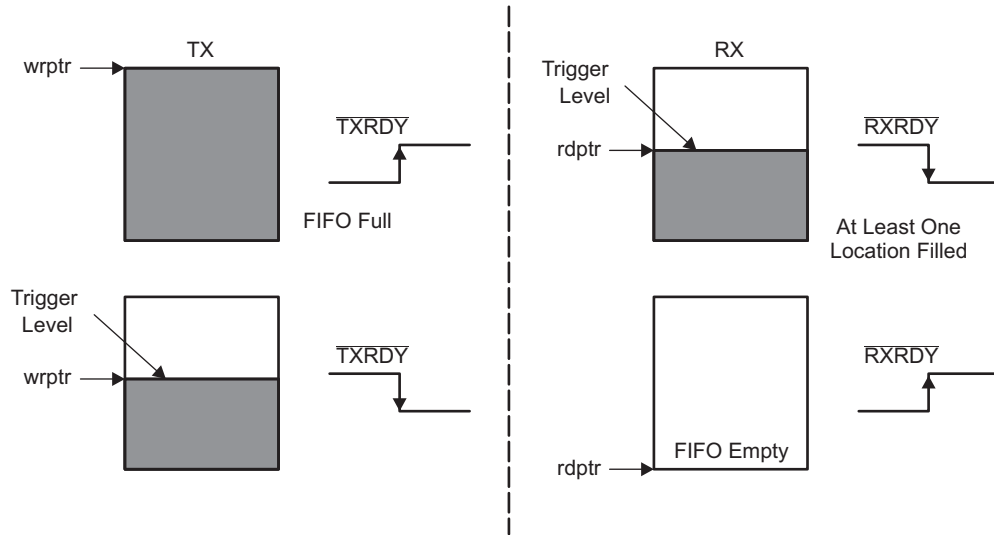 TX
wrptr
TXRDY
FIFO Full
Trigger
Level
wrptr
TXRDY
RX
Trigger
Level
rdptr
RXRDY
At Least One
Location Filled
RXRDY
FIFO Empty
rdptr